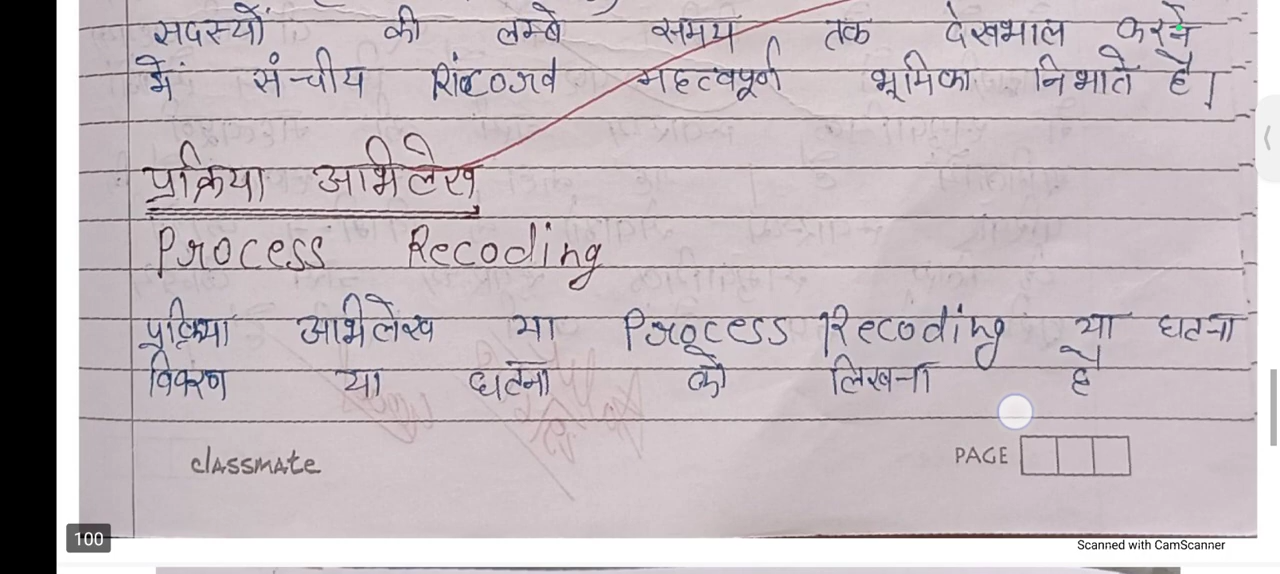 सदस्यों की लम्बे समय तक देखभाल करने
में संचीय रिकॉर्ड महत्वपूर्ण भूमिका निभाते है।
प्रक्रिया अभिलेख
Process Recoding
प्रक्रिया अभिलेख या Process Recoding या घटना
विवरण या घटना को लिखना है
classmate
PAGE
100
Scanned with CamScanner